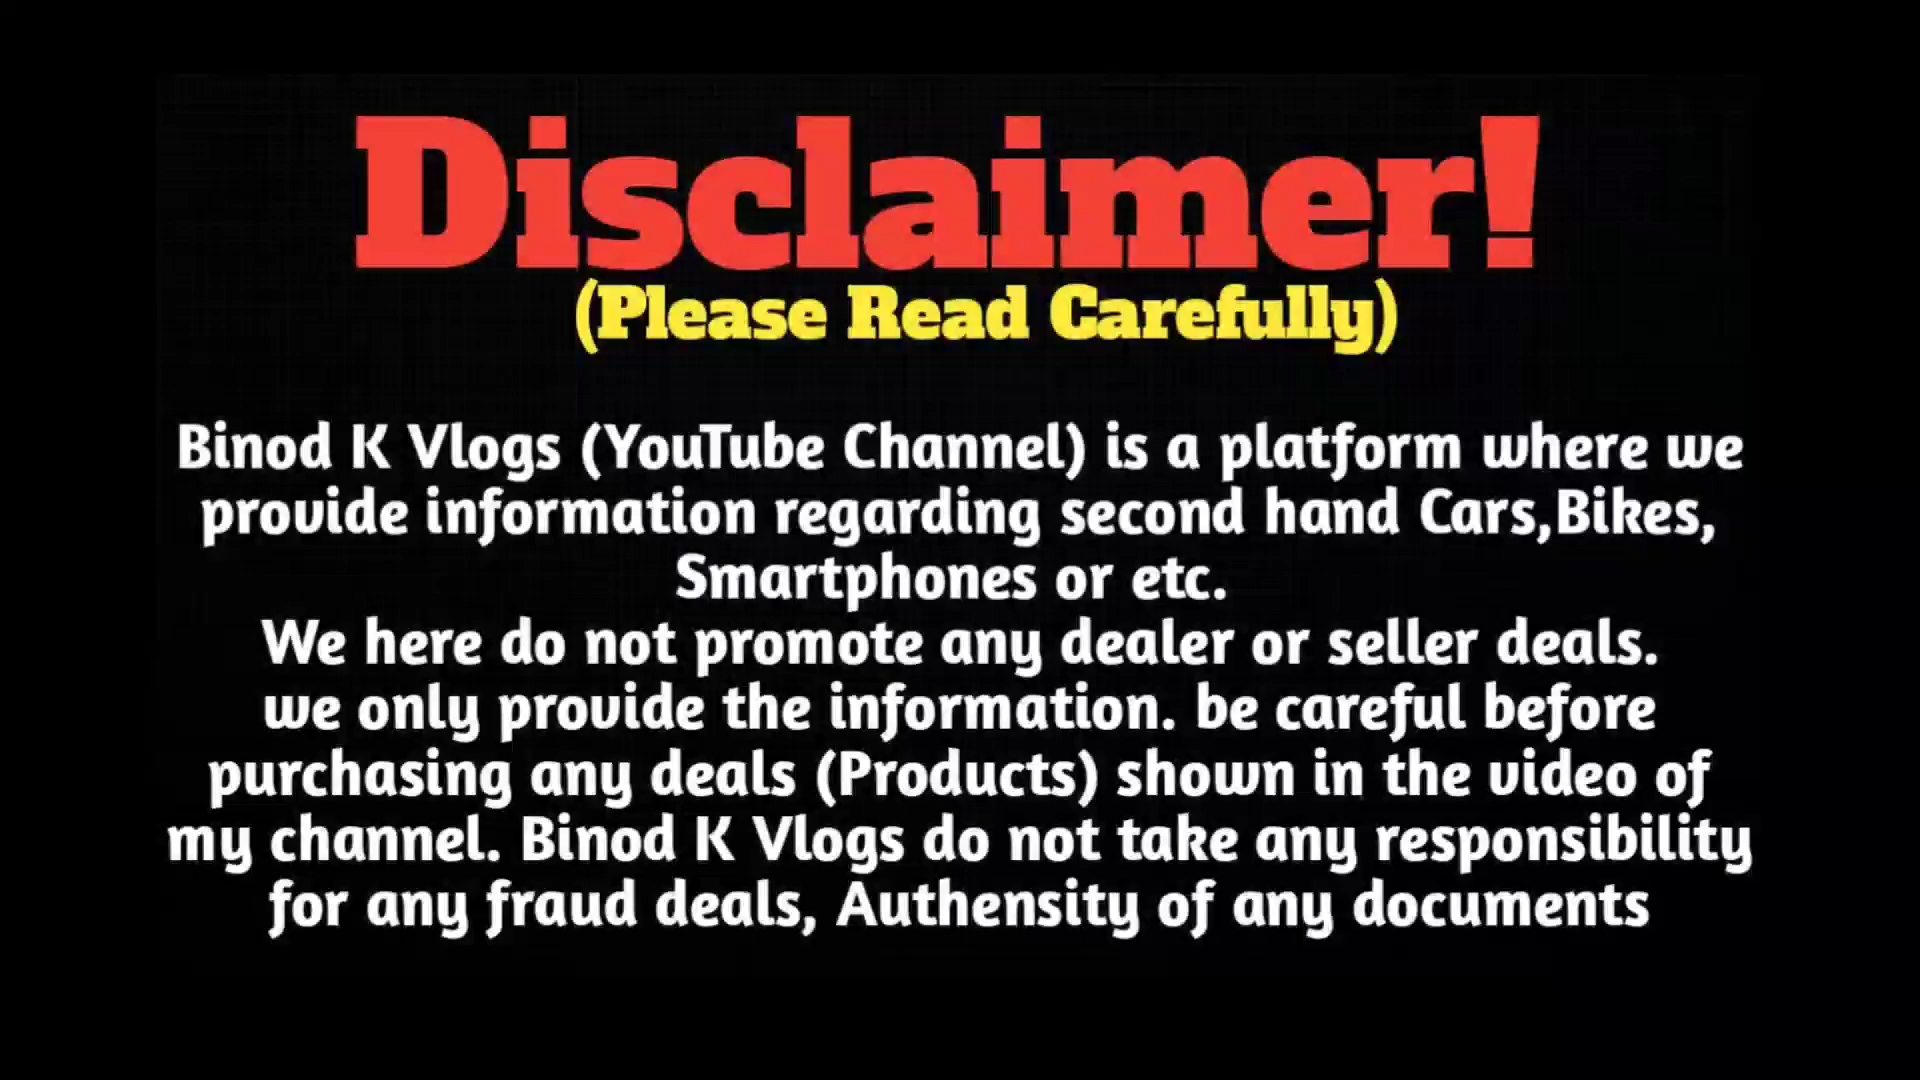 Disclaimer!
(Please Read Carefully)
Binod K Vlogs (YouTube Channel) is a platform where we
provide information regarding second hand Cars,Bikes,
Smartphones or etc.
We here do not promote any dealer or seller deals.
we only provide the information. be careful before
purchasing any deals (Products) shown in the video of
my channel. Binod K Vlogs do not take any responsibility
for any fraud deals, Authensity of any documents